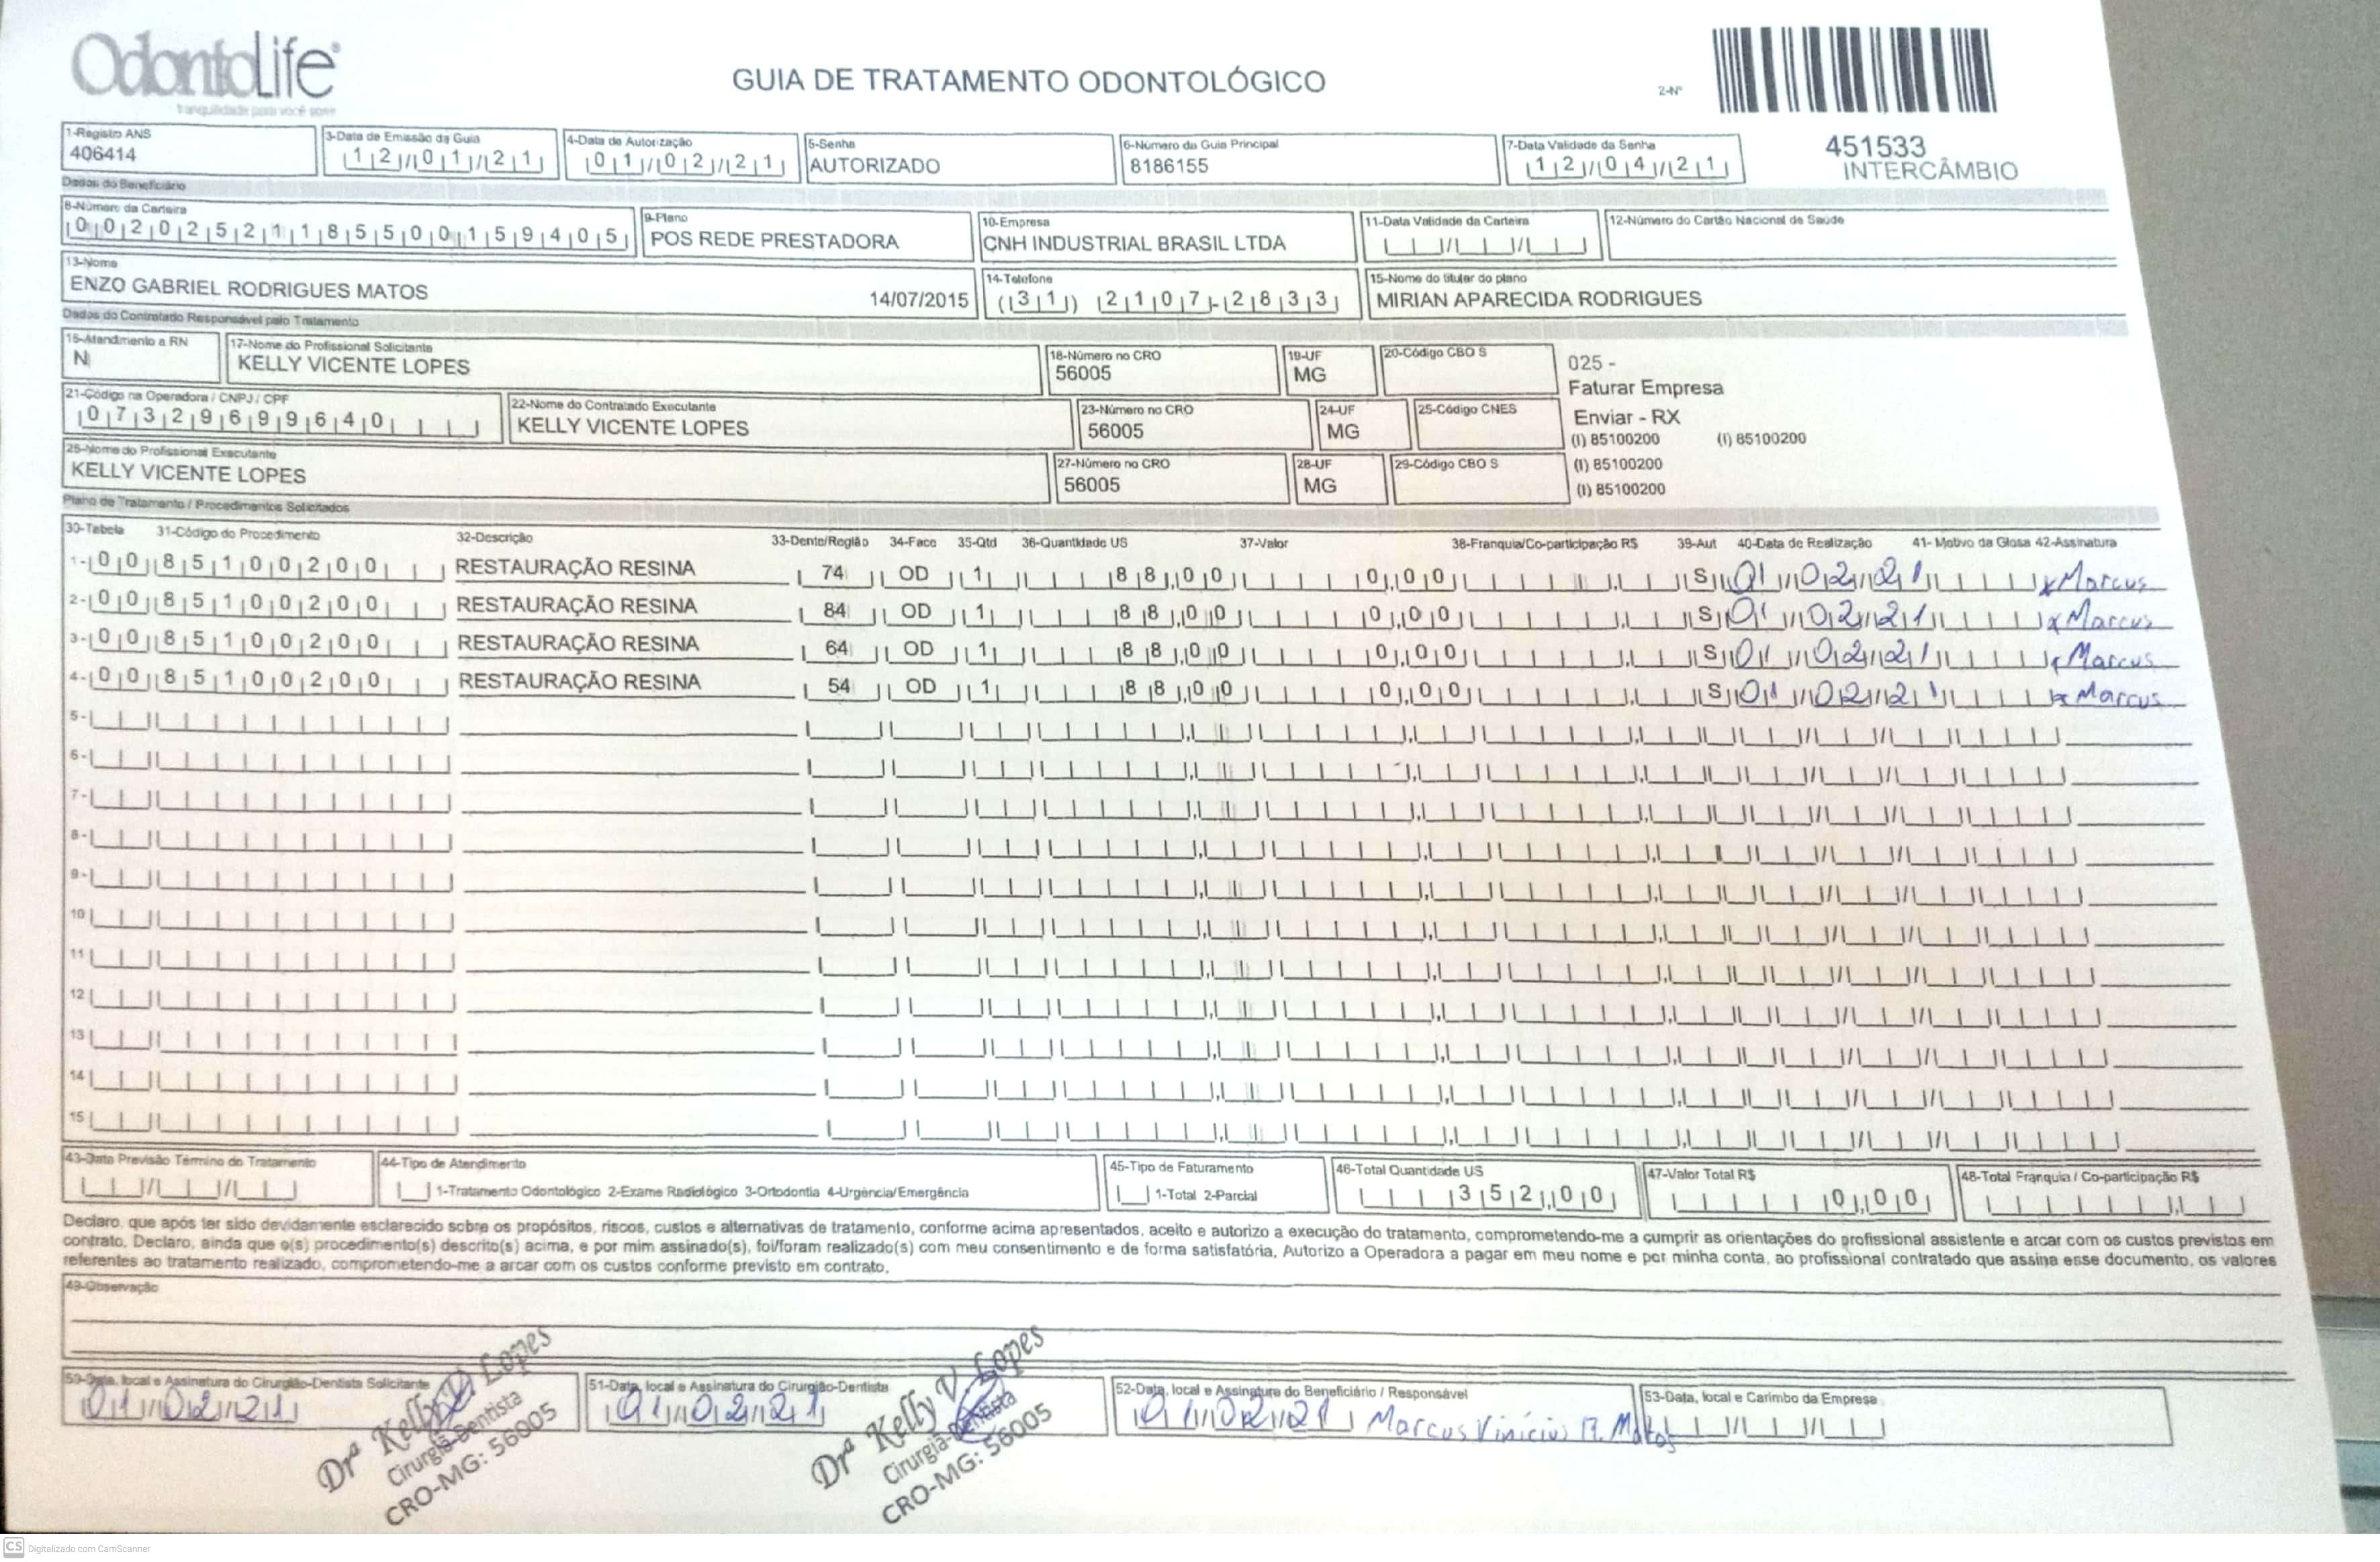 OdontoLife
tranquilidade para você sorrir
GUIA DE TRATAMENTO ODONTOLÓGICO
2-Nº
451533
INTERCÂMBIO
1-Registro ANS
406414
3-Data de Emissão da Guia
12/01/21
4-Data de Autorização
01/02/21
5-Senha
AUTORIZADO
6-Número da Guia Principal
8186155
7-Data Validade da Senha
12/04/21
Dados do Beneficiário
8-Número da Carteira
00202521185500159405
9-Plano
POS REDE PRESTADORA
10-Empresa
CNH INDUSTRIAL BRASIL LTDA
11-Data Validade da Carteira
12-Número do Cartão Nacional de Saúde
13-Nome
ENZO GABRIEL RODRIGUES MATOS 14/07/2015
14-Telefone
(31) 2107-2833
15-Nome do titular do plano
MIRIAN APARECIDA RODRIGUES
Dados do Contratado Responsável pelo Tratamento
16-Atendimento a RN
N
17-Nome do Profissional Solicitante
KELLY VICENTE LOPES
18-Número no CRO
56005
19-UF
MG
20-Código CBO S
025 -
Faturar Empresa
Enviar - RX
(I) 85100200 (I) 85100200
(I) 85100200
(I) 85100200
21-Código na Operadora / CNPJ / CPF
07329699640
22-Nome do Contratado Executante
KELLY VICENTE LOPES
23-Número no CRO
56005
24-UF
MG
25-Código CNES
26-Nome do Profissional Executante
KELLY VICENTE LOPES
27-Número no CRO
56005
28-UF
MG
29-Código CBO S
Plano de Tratamento / Procedimentos Solicitados
30-Tabela 31-Código do Procedimento 32-Descrição 33-Dente/Região 34-Face 35-Qtd 36-Quantidade US 37-Valor 38-Franquia/Co-participação R$ 39-Aut 40-Data de Realização 41- Motivo da Glosa 42-Assinatura
1- 00 85100200 RESTAURAÇÃO RESINA 74 OD 1 88,00 0,00 S 01/02/21 x Marcus
2- 00 85100200 RESTAURAÇÃO RESINA 84 OD 1 88,00 0,00 S 01/02/21 x Marcus
3- 00 85100200 RESTAURAÇÃO RESINA 64 OD 1 88,00 0,00 S 01/02/21 x Marcus
4- 00 85100200 RESTAURAÇÃO RESINA 54 OD 1 88,00 0,00 S 01/02/21 x Marcus
5-
6-
7-
8-
9-
10
11
12
13
14
15
43-Data Previsão Término do Tratamento
44-Tipo de Atendimento
1-Tratamento Odontológico 2-Exame Radiológico 3-Ortodontia 4-Urgência/Emergência
45-Tipo de Faturamento
1-Total 2-Parcial
46-Total Quantidade US
352,00
47-Valor Total R$
0,00
48-Total Franquia / Co-participação R$
Declaro, que após ter sido devidamente esclarecido sobre os propósitos, riscos, custos e alternativas de tratamento, conforme acima apresentados, aceito e autorizo a execução do tratamento, comprometendo-me a cumprir as orientações do profissional assistente e arcar com os custos previstos em
contrato. Declaro, ainda que o(s) procedimento(s) descrito(s) acima, e por mim assinado(s), foi/foram realizado(s) com meu consentimento e de forma satisfatória, Autorizo a Operadora a pagar em meu nome e por minha conta, ao profissional contratado que assina esse documento, os valores
referentes ao tratamento realizado, comprometendo-me a arcar com os custos conforme previsto em contrato.
49-Observação
50-Data, local e Assinatura do Cirurgião-Dentista Solicitante
01/02/21
Drª Kelly V. Lopes
Cirurgiã-Dentista
CRO-MG: 56005
51-Data, local e Assinatura do Cirurgião-Dentista
01/02/21
Drª Kelly V. Lopes
Cirurgiã-Dentista
CRO-MG: 56005
52-Data, local e Assinatura do Beneficiário / Responsável
01/02/21 Marcus Vinícius R. Matos
53-Data, local e Carimbo da Empresa
CS Digitalizado com CamScanner